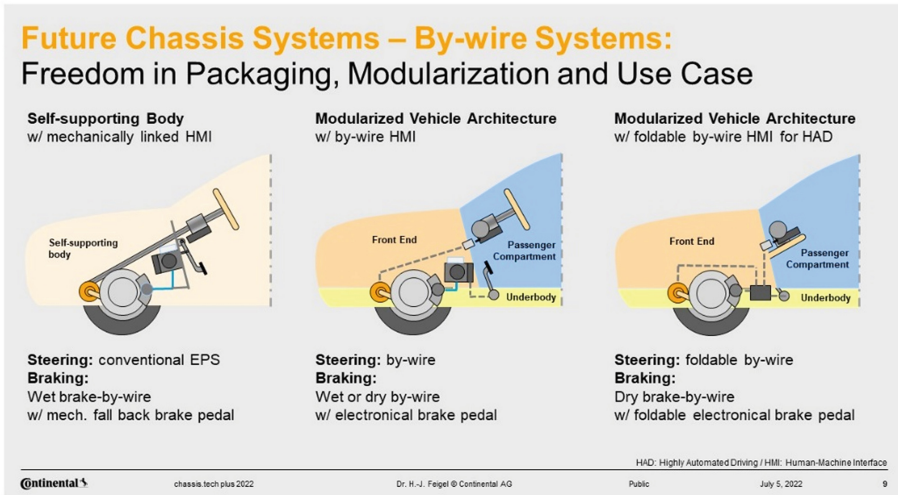 Future Chassis Systems – By-wire Systems:
Freedom in Packaging, Modularization and Use Case
Self-supporting Body
w/ mechanically linked HMI
Self-supporting
body
Steering: conventional EPS
Braking:
Wet brake-by-wire
w/ mech. fall back brake pedal
Modularized Vehicle Architecture
w/ by-wire HMI
Front End
Passenger
Compartment
Underbody
Steering: by-wire
Braking:
Wet or dry by-wire
w/ electronical brake pedal
Modularized Vehicle Architecture
w/ foldable by-wire HMI for HAD
Front End
Passenger
Compartment
Underbody
Steering: foldable by-wire
Braking:
Dry brake-by-wire
w/ foldable electronical brake pedal
HAD: Highly Automated Driving / HMI: Human-Machine Interface
Continental
chassis.tech plus 2022
Dr. H.-J. Feigel © Continental AG
Public
July 5, 2022
9